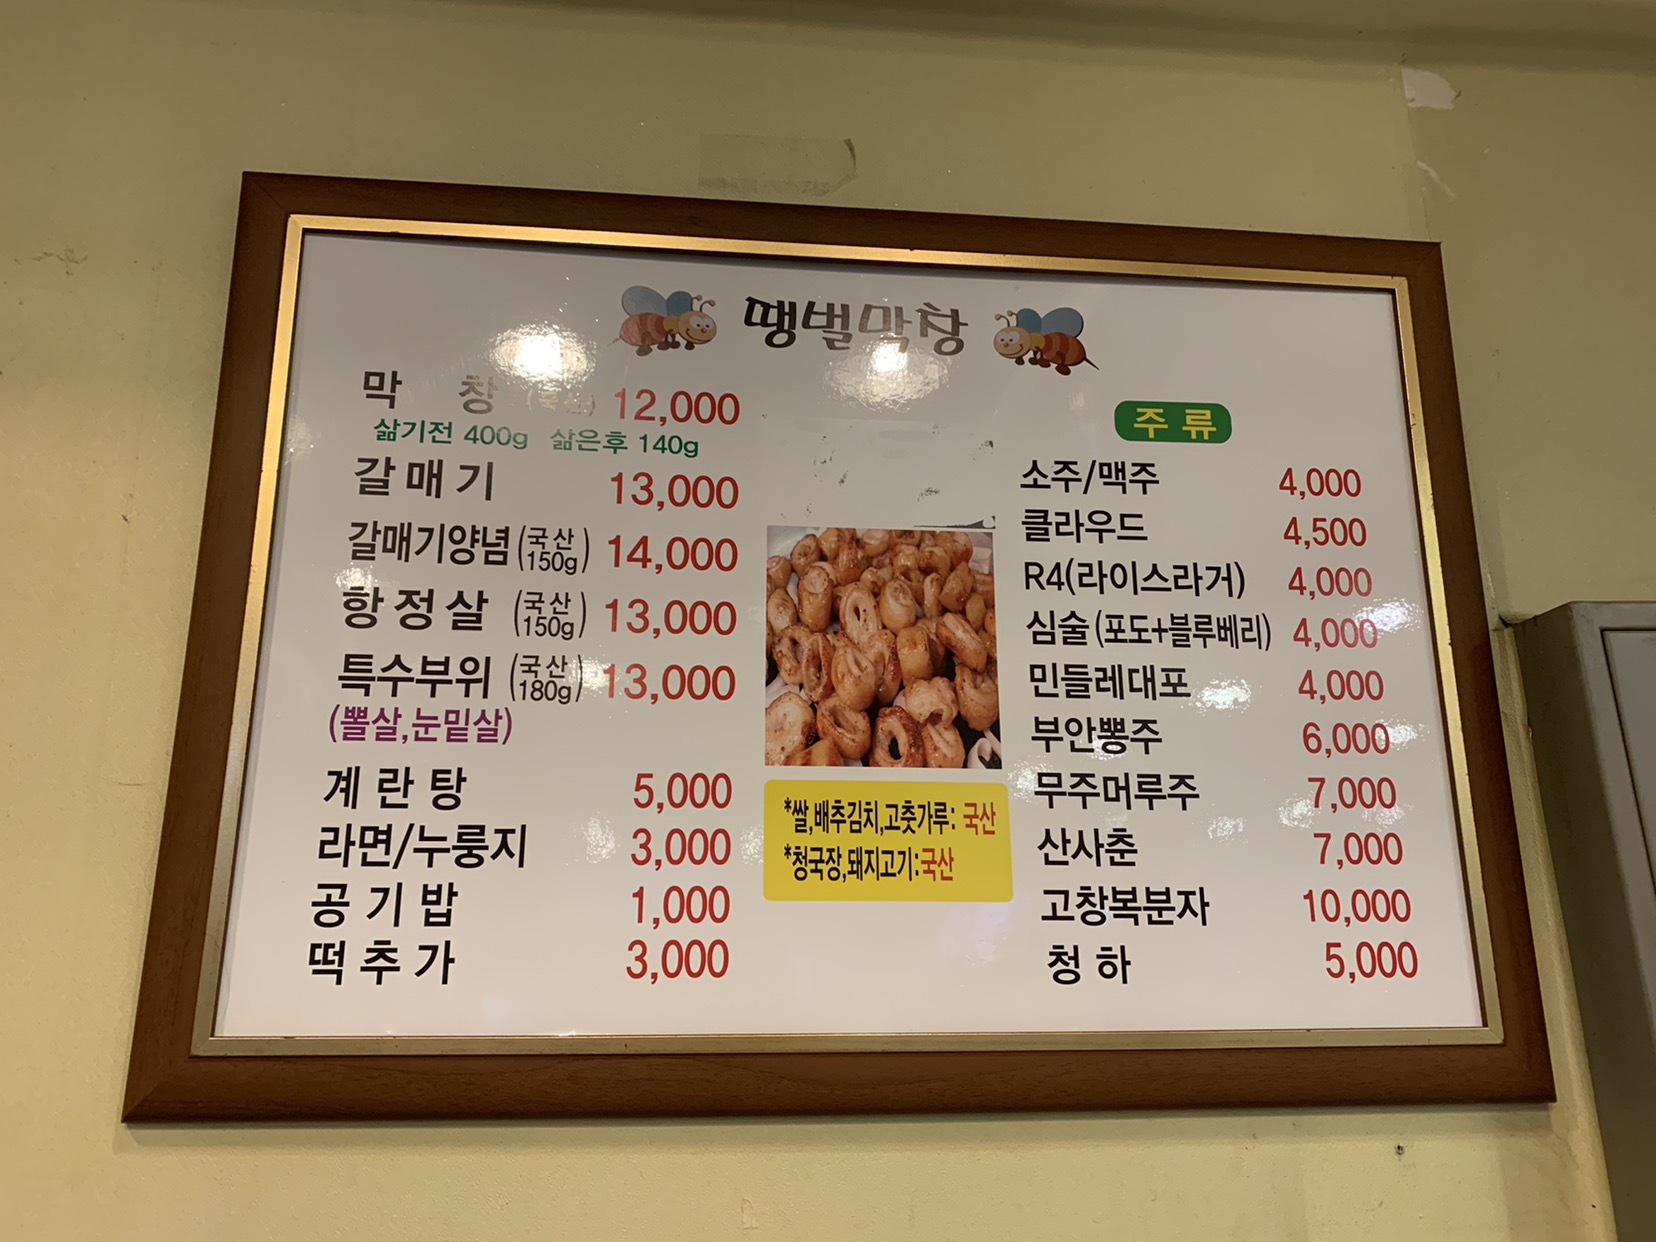 땡벌막창
막창 (국산) 12,000
삶기전 400g 삶은후 140g
갈매기 13,000
갈매기양념 (국산 150g) 14,000
항정살 (국산 150g) 13,000
특수부위 (국산 180g) 13,000
(뽈살,눈밑살)
계란탕 5,000
라면/누룽지 3,000
공기밥 1,000
떡추가 3,000
*쌀,배추김치,고춧가루: 국산
*청국장,돼지고기:국산
주류
소주/맥주 4,000
클라우드 4,500
R4(라이스라거) 4,000
심술(포도+블루베리) 4,000
민들레대포 4,000
부안뽕주 6,000
무주머루주 7,000
산사춘 7,000
고창복분자 10,000
청하 5,000